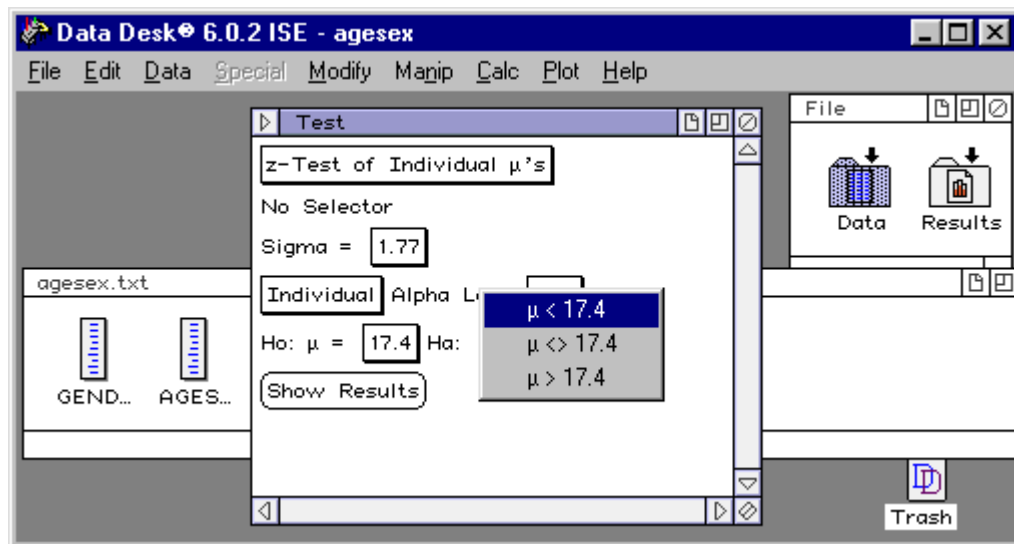 Data Desk® 6.0.2 ISE - agesex
File Edit Data Special Modify Manip Calc Plot Help
Test
z-Test of Individual μ's
No Selector
Sigma = 1.77
Individual Alpha
Ho: μ = 17.4 Ha:
μ < 17.4
μ <> 17.4
μ > 17.4
Show Results
File
Data
Results
agesex.txt
GEND...
AGES...
Trash